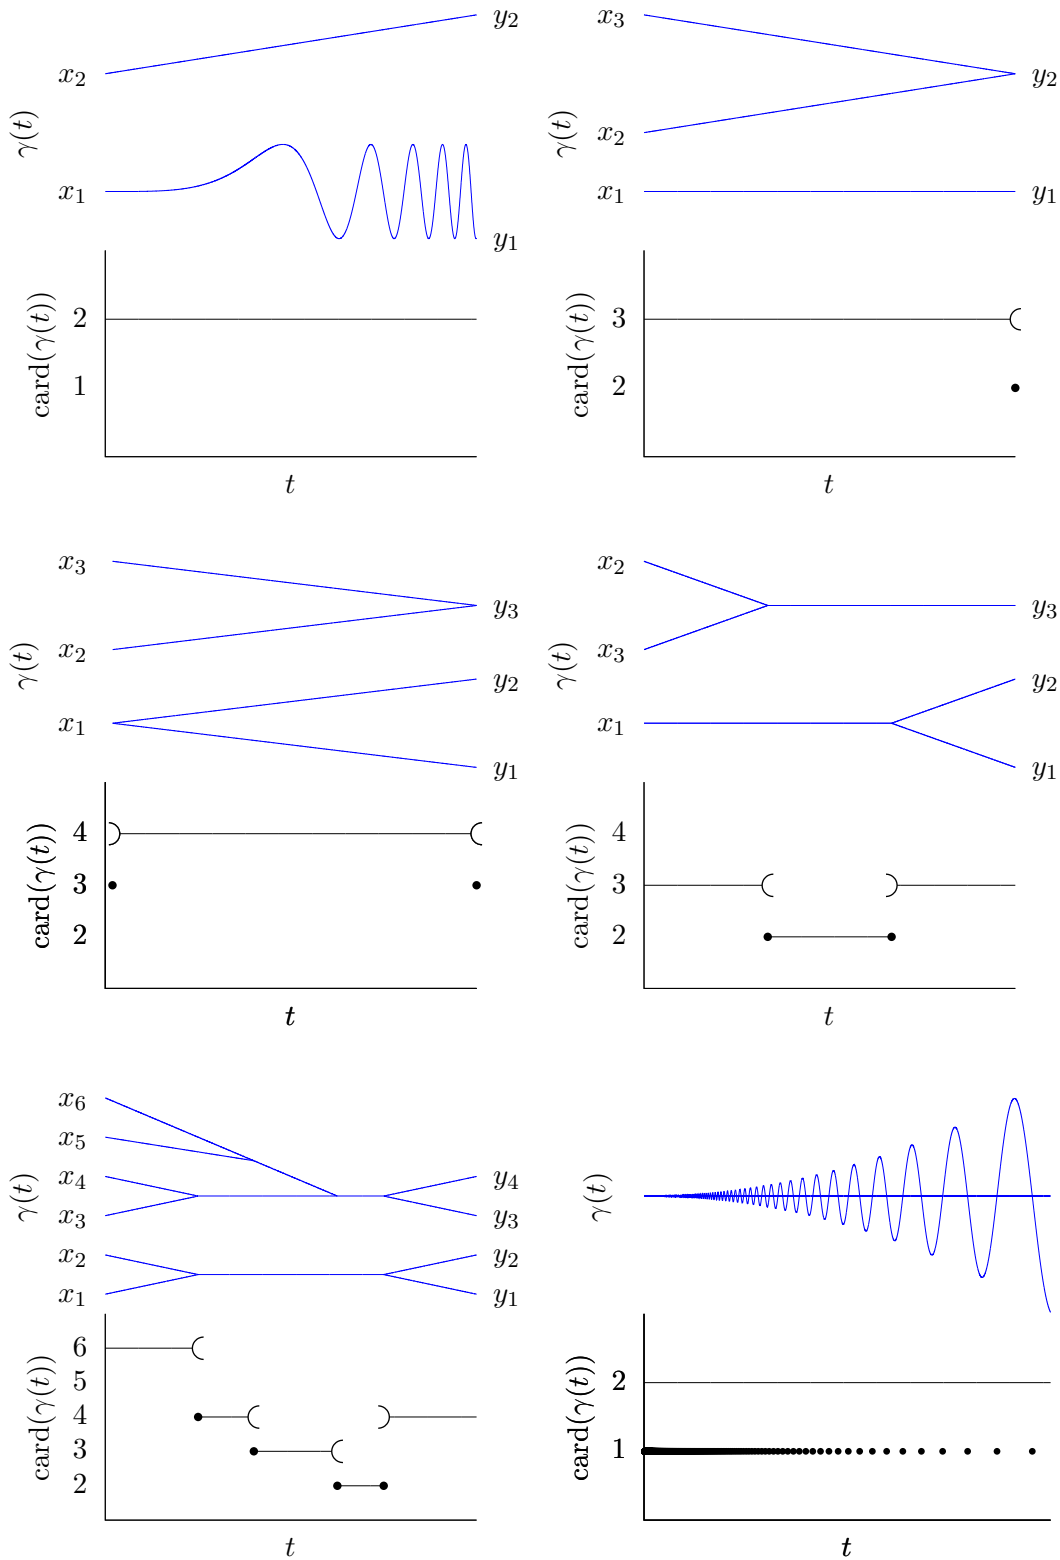 y₂
x₂
γ(t)
x₁
y₁
card(γ(t))
2
1
t
x₃
y₂
γ(t)
x₂
x₁
y₁
card(γ(t))
3
2
t
x₃
y₃
x₂
γ(t)
y₂
x₁
y₁
card(γ(t))
4
3
2
t
x₂
y₃
x₃
γ(t)
y₂
x₁
y₁
card(γ(t))
4
3
2
t
x₆
x₅
x₄
y₄
γ(t)
x₃
y₃
x₂
y₂
x₁
y₁
card(γ(t))
6
5
4
3
2
t
γ(t)
card(γ(t))
2
1
t